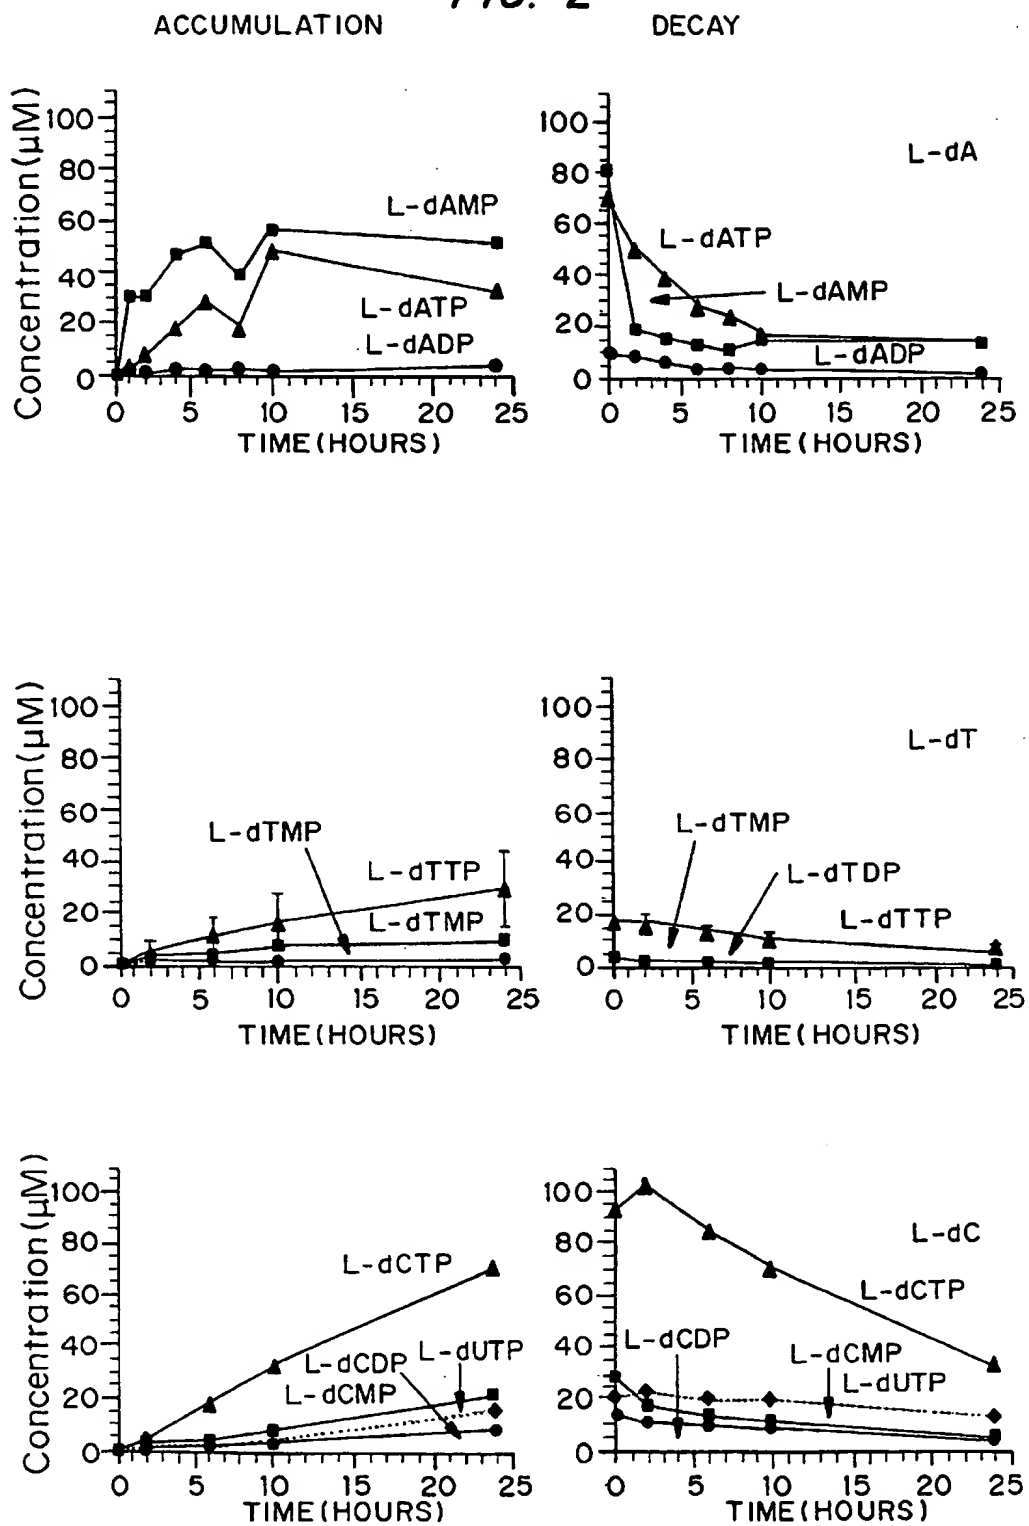 FIG. 2
ACCUMULATION
DECAY
Concentration (μM)
100
80
60
40
20
0
L-dAMP
L-dATP
L-dADP
0 5 10 15 20 25
TIME (HOURS)
100
80
60
40
20
0
L-dA
L-dATP
L-dAMP
L-dADP
0 5 10 15 20 25
TIME (HOURS)
Concentration (μM)
100
80
60
40
20
0
L-dTMP
L-dTTP
L-dTMP
0 5 10 15 20 25
TIME (HOURS)
100
80
60
40
20
0
L-dT
L-dTMP
L-dTDP
L-dTTP
0 5 10 15 20 25
TIME (HOURS)
Concentration (μM)
100
80
60
40
20
0
L-dCTP
L-dUTP
L-dCDP
L-dCMP
0 5 10 15 20 25
TIME (HOURS)
100
80
60
40
20
0
L-dC
L-dCTP
L-dCDP
L-dCMP
L-dUTP
0 5 10 15 20 25
TIME (HOURS)